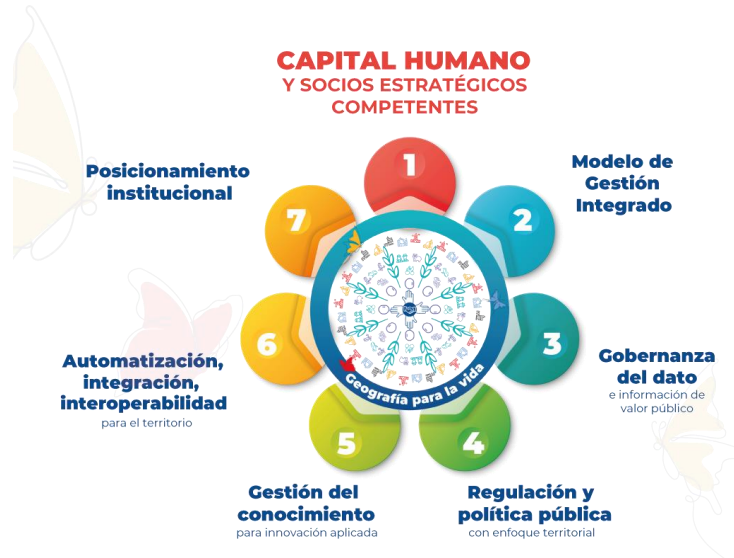 CAPITAL HUMANO
Y SOCIOS ESTRATÉGICOS
COMPETENTES
1
Modelo de
Gestión
Integrado
2
Gobernanza
del dato
e información de
valor público
3
Regulación y
política pública
con enfoque territorial
4
Gestión del
conocimiento
para innovación aplicada
5
Automatización,
integración,
interoperabilidad
para el territorio
6
Posicionamiento
institucional
7
Geografía para la vida